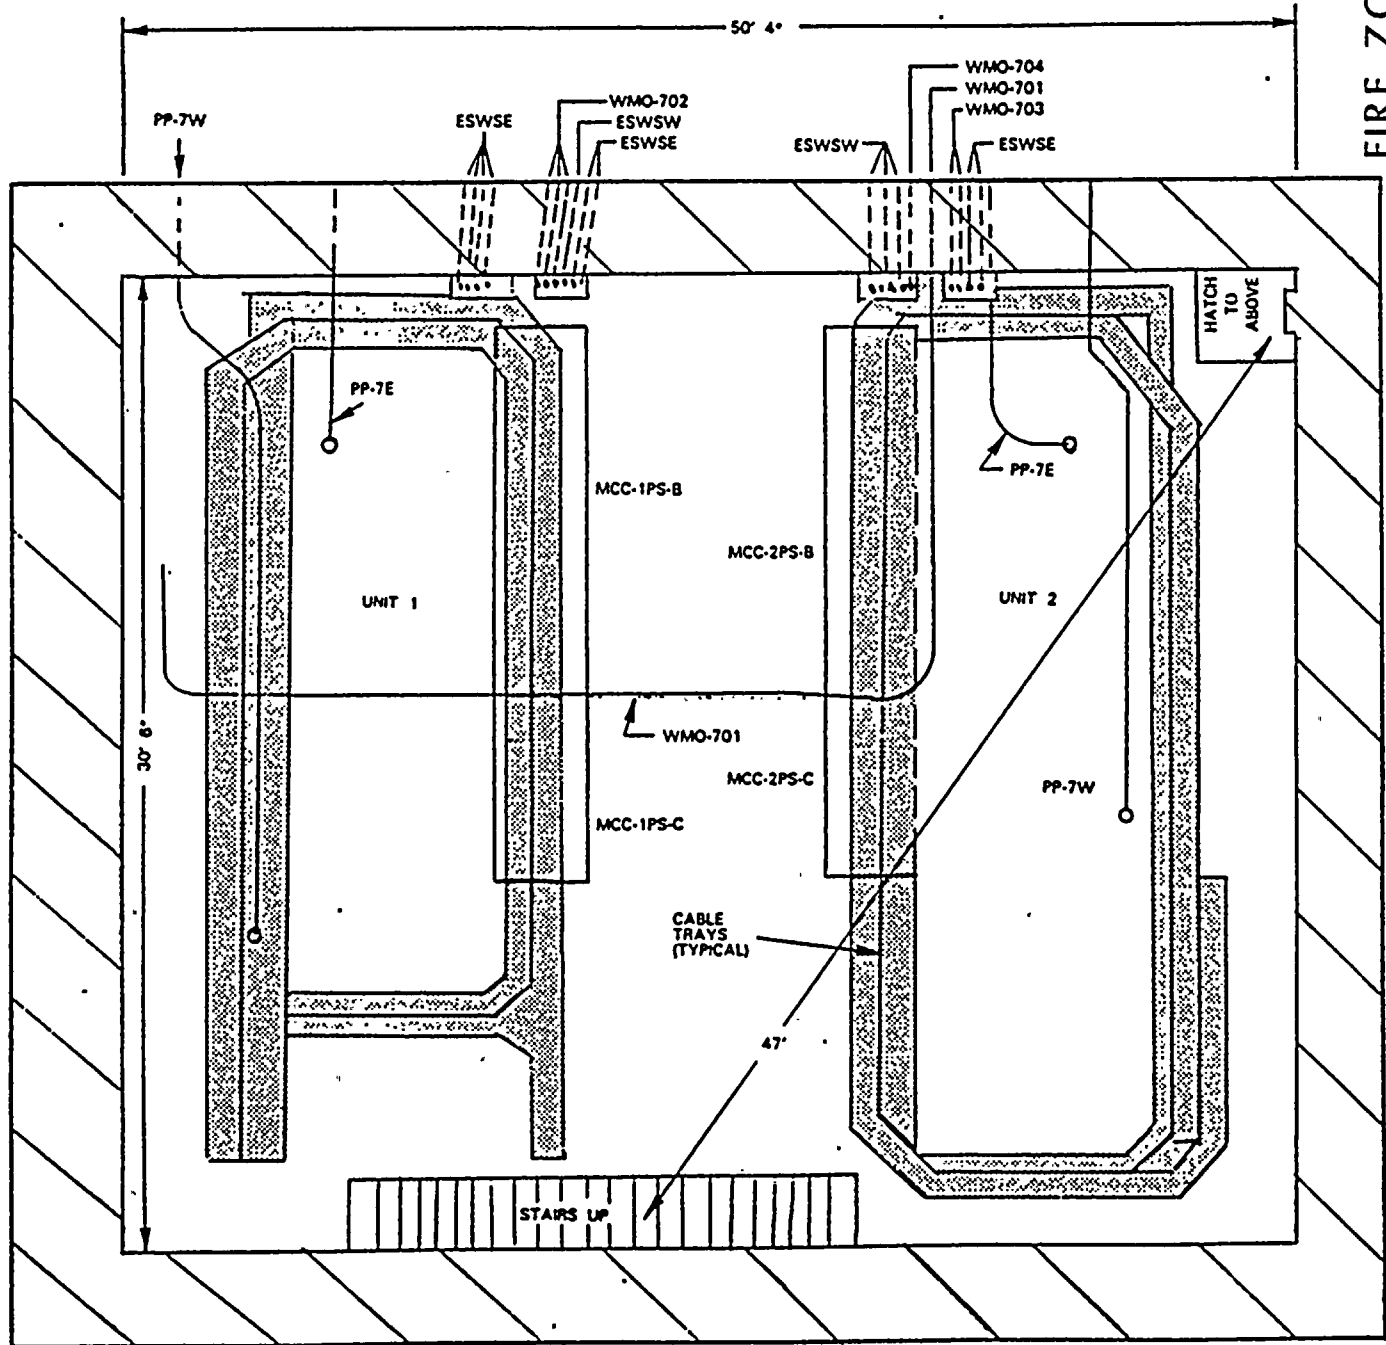 50' 4"
FIRE
WMO-704
WMO-701
WMO-703
WMO-702
ESWSW
ESWSE
PP-7W
ESWSE
ESWSW
ESWSE
HATCH
TO
ABOVE
PP-7E
PP-7E
MCC-1PS-B
MCC-2PS-B
UNIT 1
UNIT 2
WMO-701
30' 6"
MCC-2PS-C
PP-7W
MCC-1PS-C
CABLE
TRAYS
(TYPICAL)
47'
STAIRS UP